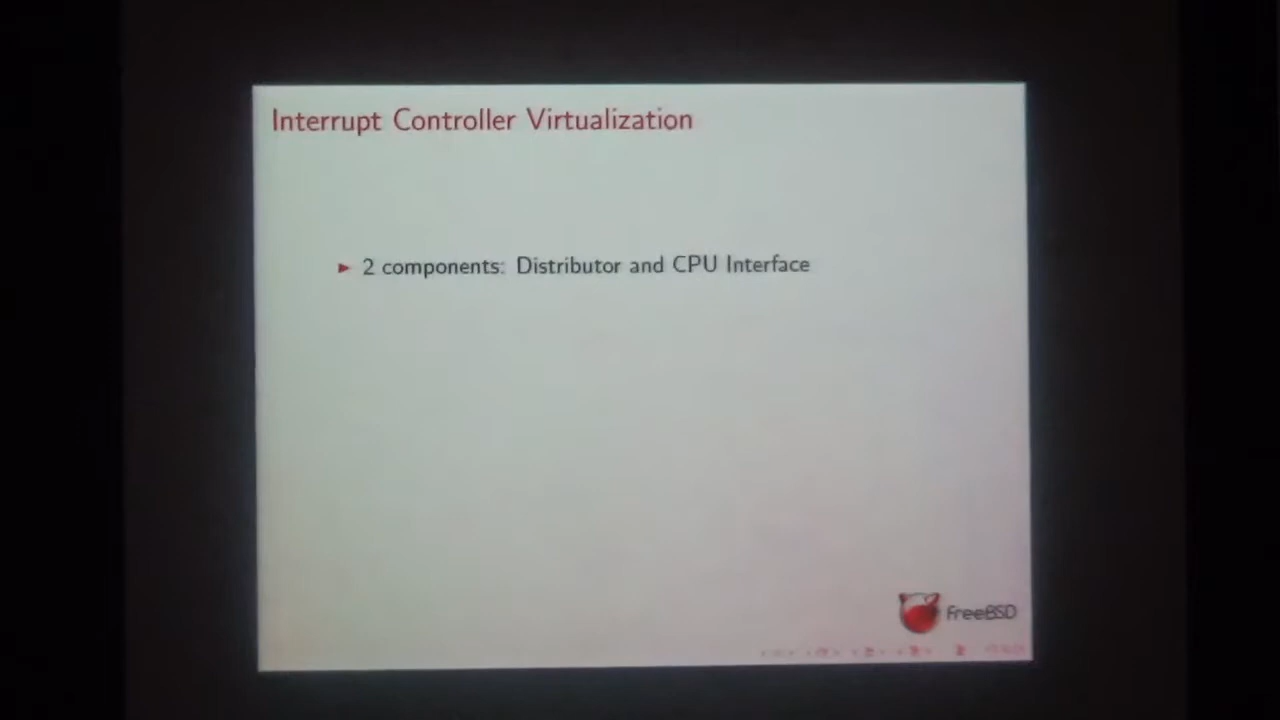 Interrupt Controller Virtualization
2 components: Distributor and CPU Interface
FreeBSD